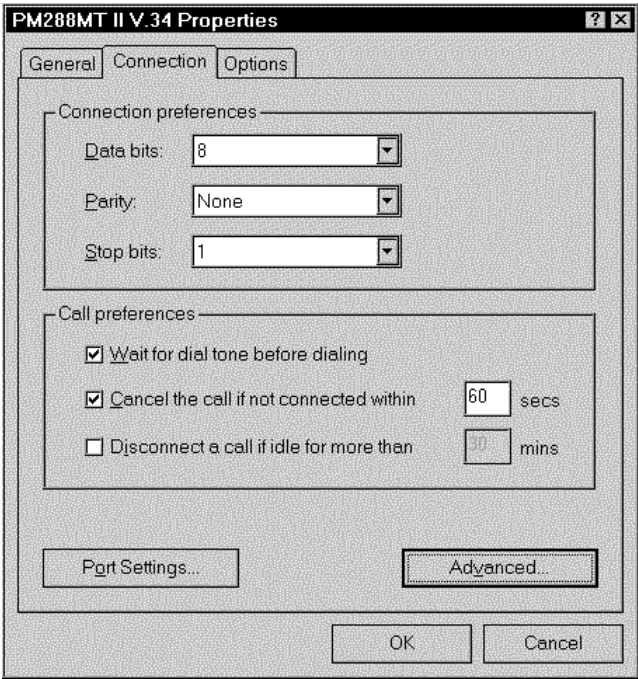 PM288MT II V.34 Properties
General Connection Options
Connection preferences
Data bits: 8
Parity: None
Stop bits: 1
Call preferences
Wait for dial tone before dialing
Cancel the call if not connected within 60 secs
Disconnect a call if idle for more than 30 mins
Port Settings... Advanced...
OK Cancel